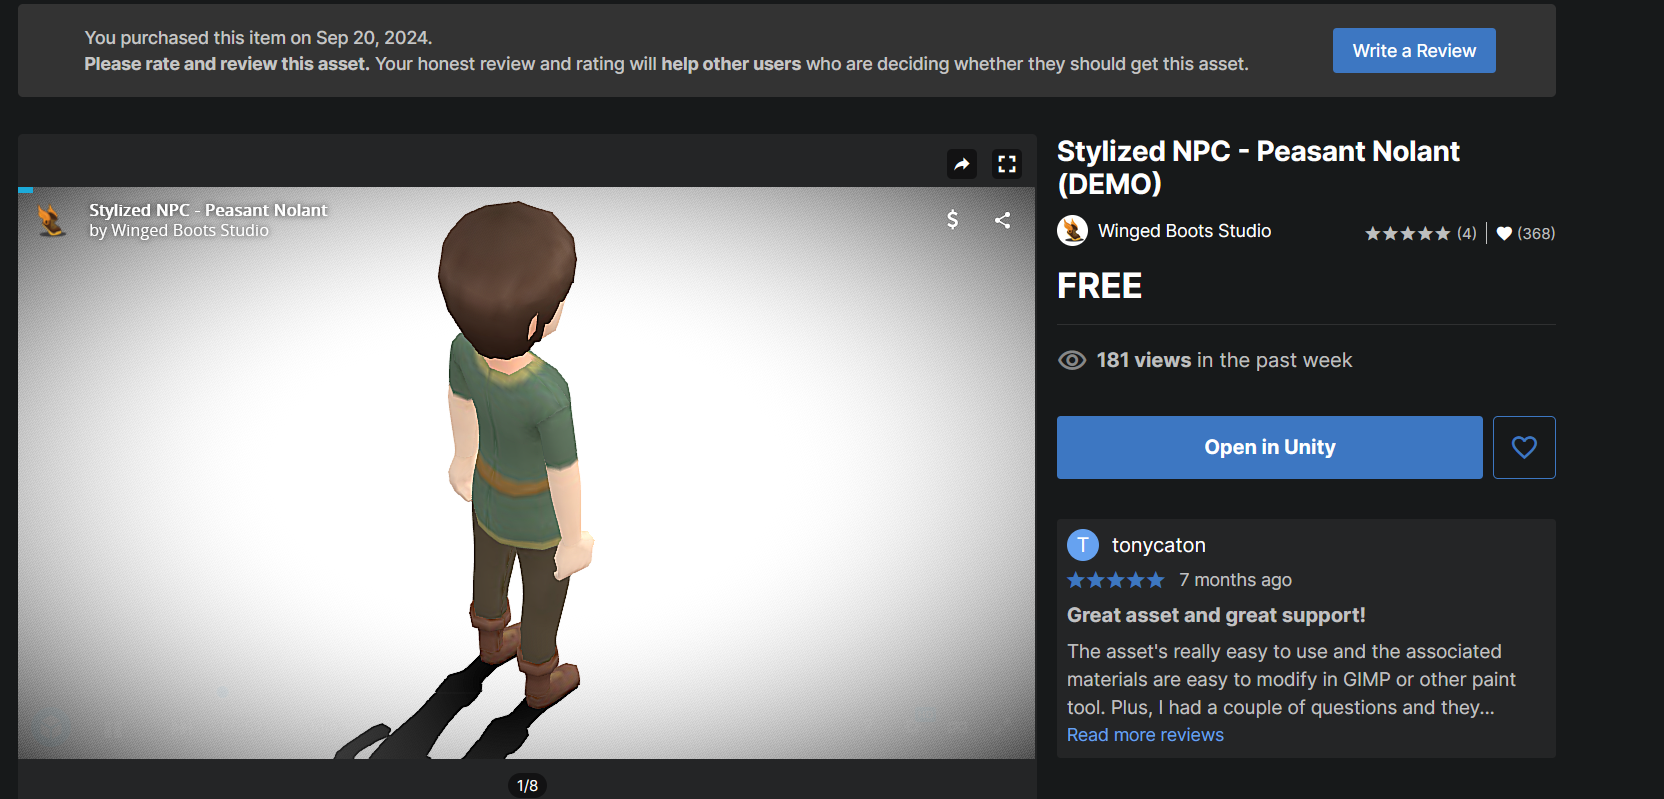 You purchased this item on Sep 20, 2024.
Please rate and review this asset. Your honest review and rating will help other users who are deciding whether they should get this asset.
Write a Review
Stylized NPC - Peasant Nolant
by Winged Boots Studio
$
1/8
Stylized NPC - Peasant Nolant
(DEMO)
Winged Boots Studio
(4)
(368)
FREE
181 views in the past week
Open in Unity
T
tonycaton
7 months ago
Great asset and great support!
The asset's really easy to use and the associated
materials are easy to modify in GIMP or other paint
tool. Plus, I had a couple of questions and they...
Read more reviews